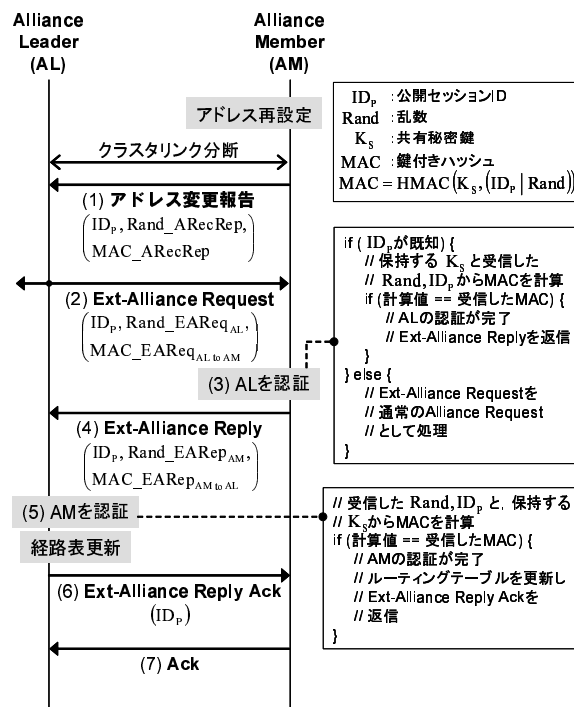 Alliance
Leader
(AL)
Alliance
Member
(AM)
アドレス再設定
ID_P :公開セッションID
Rand :乱数
K_S :共有秘密鍵
MAC :鍵付きハッシュ
MAC = HMAC(K_S, (ID_P | Rand))
クラスタリンク分断
(1) アドレス変更報告
(ID_P, Rand_ARecRep,
MAC_ARecRep)
(2) Ext-Alliance Request
(ID_P, Rand_EAReq_AL,
MAC_EAReq_AL to AM)
if ( ID_Pが既知) {
// 保持する K_S と受信した
// Rand, ID_P からMACを計算
if (計算値 == 受信したMAC) {
// ALの認証が完了
// Ext-Alliance Replyを返信
}
} else {
// Ext-Alliance Requestを
// 通常のAlliance Request
// として処理
}
(3) ALを認証
(4) Ext-Alliance Reply
(ID_P, Rand_EARep_AM,
MAC_EARep_AM to AL)
(5) AMを認証
経路表更新
// 受信した Rand, ID_P と, 保持する
// K_SからMACを計算
if (計算値 == 受信したMAC) {
// AMの認証が完了
// ルーティングテーブルを更新し
// Ext-Alliance Reply Ackを
// 返信
}
(6) Ext-Alliance Reply Ack
(ID_P)
(7) Ack